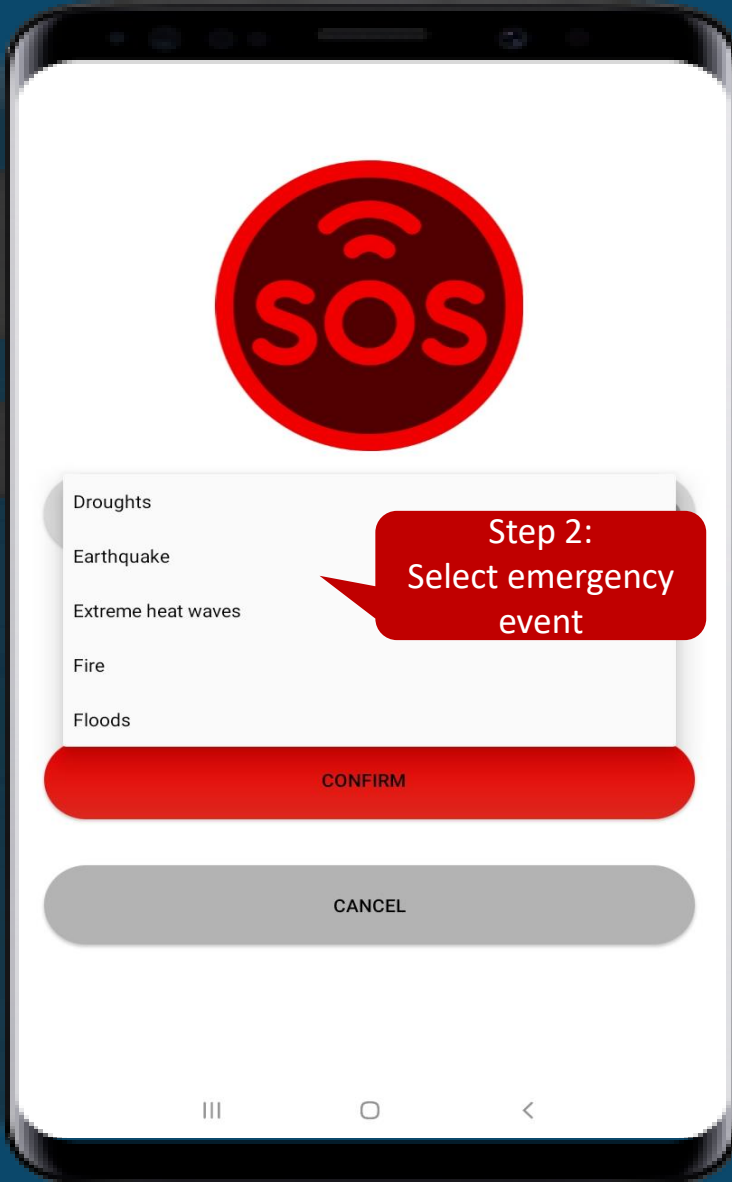 SOS
Droughts
Earthquake
Extreme heat waves
Fire
Floods
Step 2:
Select emergency
event
CONFIRM
CANCEL